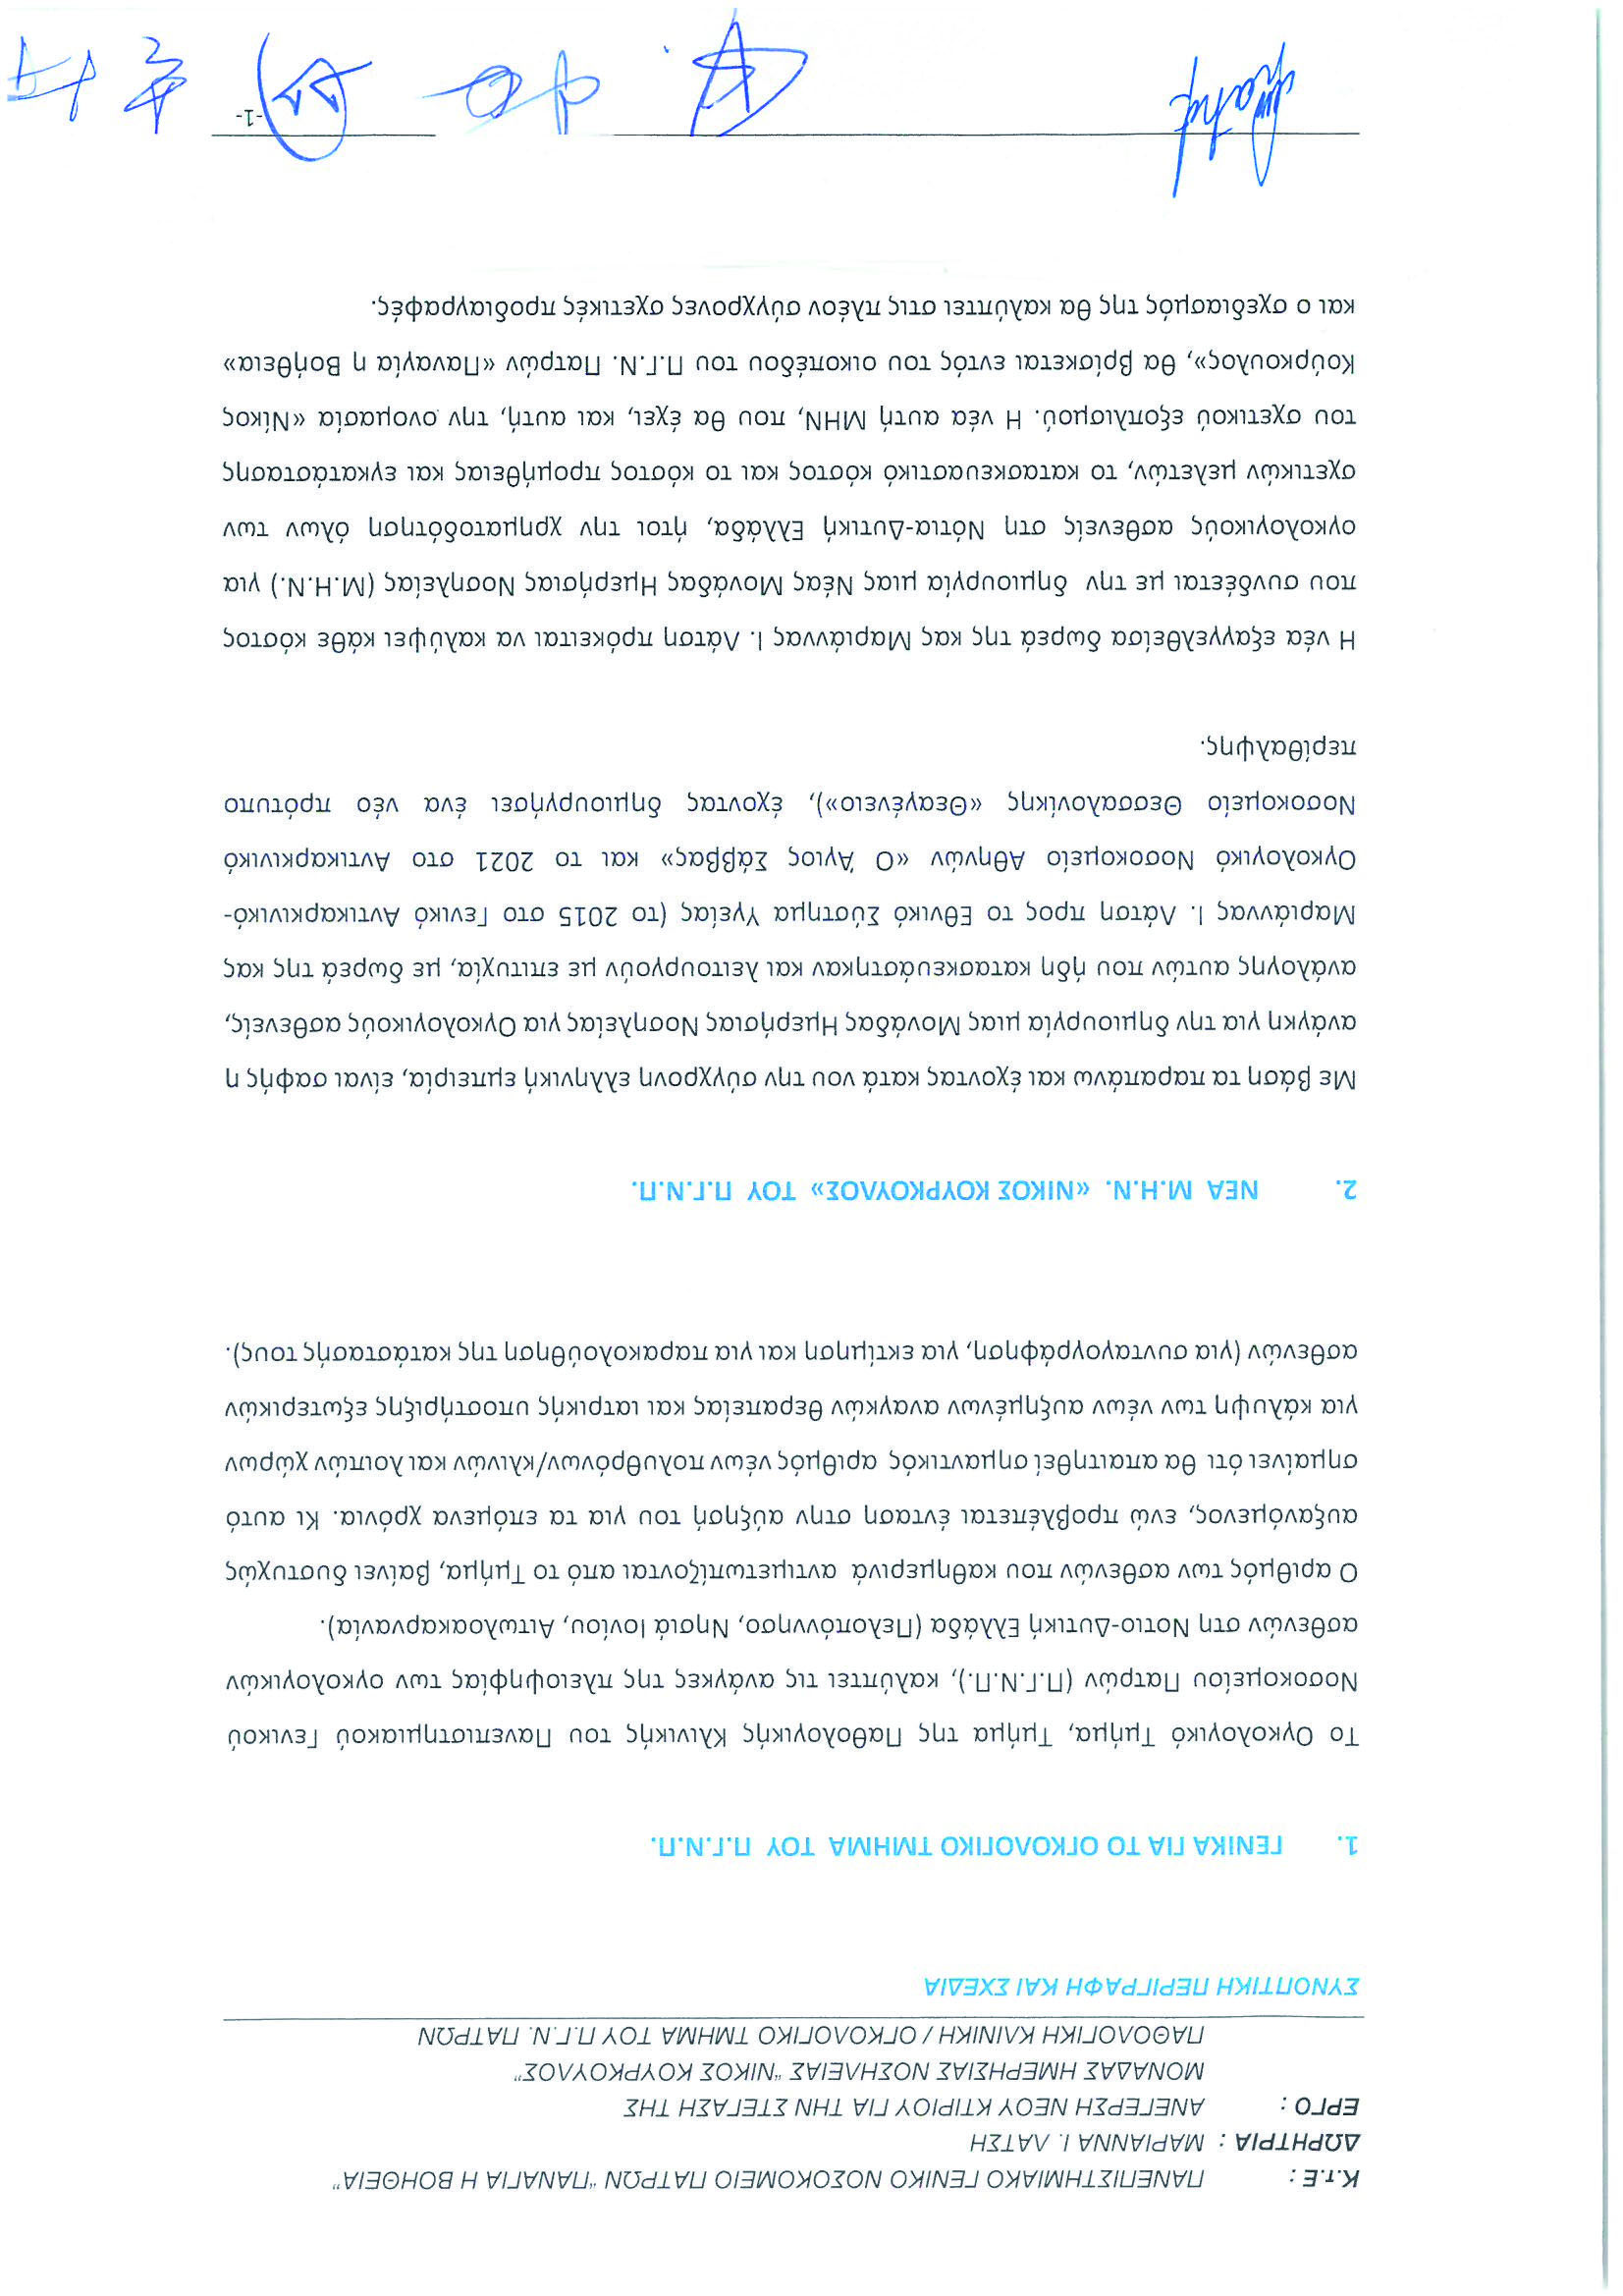 Κ.τ.Ε : ΠΑΝΕΠΙΣΤΗΜΙΑΚΟ ΓΕΝΙΚΟ ΝΟΣΟΚΟΜΕΙΟ ΠΑΤΡΩΝ "ΠΑΝΑΓΙΑ Η ΒΟΗΘΕΙΑ"
ΔΩΡΗΤΡΙΑ : ΜΑΡΙΑΝΝΑ Ι. ΛΑΤΣΗ
ΕΡΓΟ : ΑΝΕΓΕΡΣΗ ΝΕΟΥ ΚΤΙΡΙΟΥ ΓΙΑ ΤΗΝ ΣΤΕΓΑΣΗ ΤΗΣ
ΜΟΝΑΔΑΣ ΗΜΕΡΗΣΙΑΣ ΝΟΣΗΛΕΙΑΣ "ΝΙΚΟΣ ΚΟΥΡΚΟΥΛΟΣ"
ΠΑΘΟΛΟΓΙΚΗ ΚΛΙΝΙΚΗ / ΟΓΚΟΛΟΓΙΚΟ ΤΜΗΜΑ ΤΟΥ Π.Γ.Ν. ΠΑΤΡΩΝ
ΣΥΝΟΠΤΙΚΗ ΠΕΡΙΓΡΑΦΗ ΚΑΙ ΣΧΕΔΙΑ
1. ΓΕΝΙΚΑ ΓΙΑ ΤΟ ΟΓΚΟΛΟΓΙΚΟ ΤΜΗΜΑ ΤΟΥ Π.Γ.Ν.Π.
Το Ογκολογικό Τμήμα, Τμήμα της Παθολογικής Κλινικής του Πανεπιστημιακού Γενικού
Νοσοκομείου Πατρών (Π.Γ.Ν.Π.), καλύπτει τις ανάγκες της πλειοψηφίας των ογκολογικών
ασθενών στη Νοτιο-Δυτική Ελλάδα (Πελοπόννησο, Νησιά Ιονίου, Αιτωλοακαρνανία).
Ο αριθμός των ασθενών που καθημερινά αντιμετωπίζονται από το Τμήμα, βαίνει δυστυχώς
αυξανόμενος, ενώ προβλέπεται ένταση στην αύξησή του για τα επόμενα χρόνια. Κι αυτό
σημαίνει ότι θα απαιτηθεί σημαντικός αριθμός νέων πολυθρόνων/κλινών και λοιπών χώρων
για κάλυψη των νέων αυξημένων αναγκών θεραπείας και ιατρικής υποστήριξης εξωτερικών
ασθενών (για συνταγογράφηση, για εκτίμηση και για παρακολούθηση της κατάστασής τους).
2. ΝΕΑ Μ.Η.Ν. «ΝΙΚΟΣ ΚΟΥΡΚΟΥΛΟΣ» ΤΟΥ Π.Γ.Ν.Π.
Με βάση τα παραπάνω και έχοντας κατά νου την σύγχρονη ελληνική εμπειρία, είναι σαφής η
ανάγκη για την δημιουργία μιας Μονάδας Ημερήσιας Νοσηλείας για Ογκολογικούς ασθενείς,
ανάλογης αυτών που ήδη κατασκευάστηκαν και λειτουργούν με επιτυχία, με δωρεά της κας
Μαριάννας Ι. Λάτση προς το Εθνικό Σύστημα Υγείας (το 2015 στο Γενικό Αντικαρκινικό-
Ογκολογικό Νοσοκομείο Αθηνών «Ο Άγιος Σάββας» και το 2021 στο Αντικαρκινικό
Νοσοκομείο Θεσσαλονίκης «Θεαγένειο»), έχοντας δημιουργήσει ένα νέο πρότυπο
περίθαλψης.
Η νέα εξαγγελθείσα δωρεά της κας Μαριάννας Ι. Λάτση πρόκειται να καλύψει κάθε κόστος
που συνδέεται με την δημιουργία μιας Νέας Μονάδας Ημερήσιας Νοσηλείας (Μ.Η.Ν.) για
ογκολογικούς ασθενείς στη Νότια-Δυτική Ελλάδα, ήτοι την χρηματοδότηση όλων των
σχετικών μελετών, το κατασκευαστικό κόστος και το κόστος προμήθειας και εγκατάστασης
του σχετικού εξοπλισμού. Η νέα αυτή ΜΗΝ, που θα έχει, και αυτή, την ονομασία «Νίκος
Κούρκουλος», θα βρίσκεται εντός του οικοπέδου του Π.Γ.Ν. Πατρών «Παναγία η Βοήθεια»
και ο σχεδιασμός της θα καλύπτει στις πλέον σύγχρονες σχετικές προδιαγραφές.
-1-